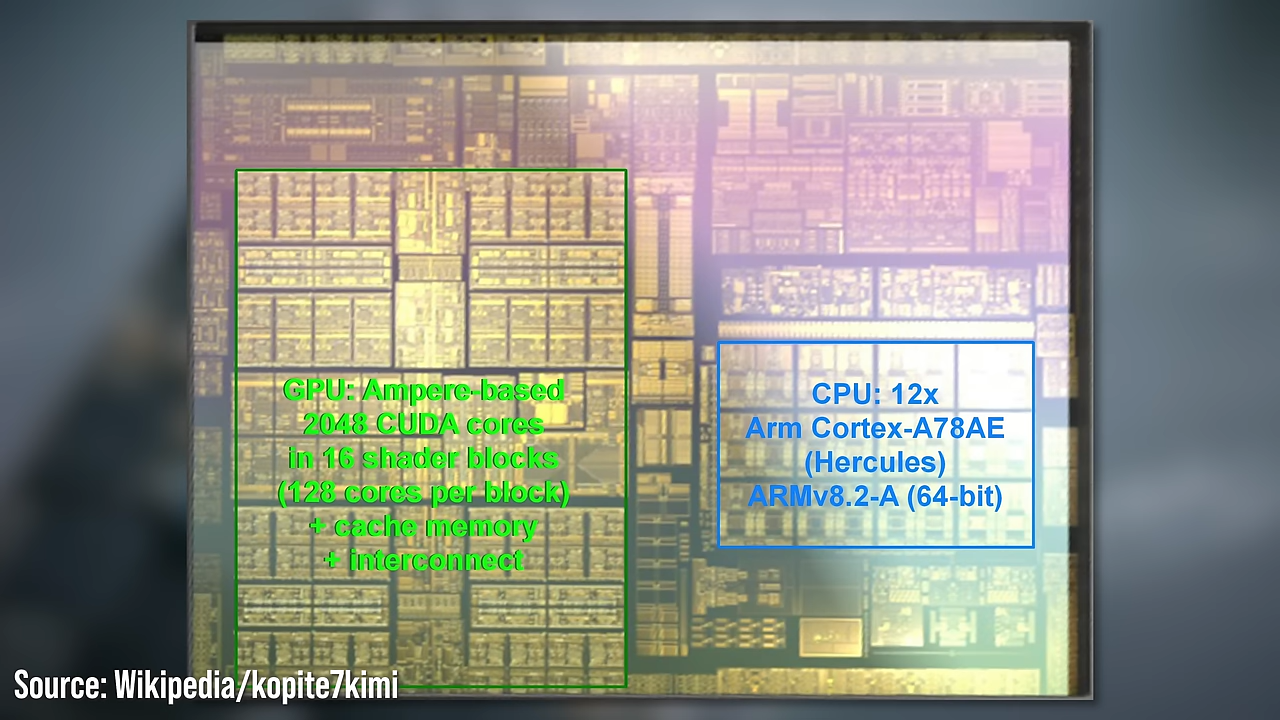 GPU: Ampere-based
2048 CUDA cores
in 16 shader blocks
(128 cores per block)
+ cache memory
+ interconnect
CPU: 12x
Arm Cortex-A78AE
(Hercules)
ARMv8.2-A (64-bit)
Source: Wikipedia/kopite7kimi